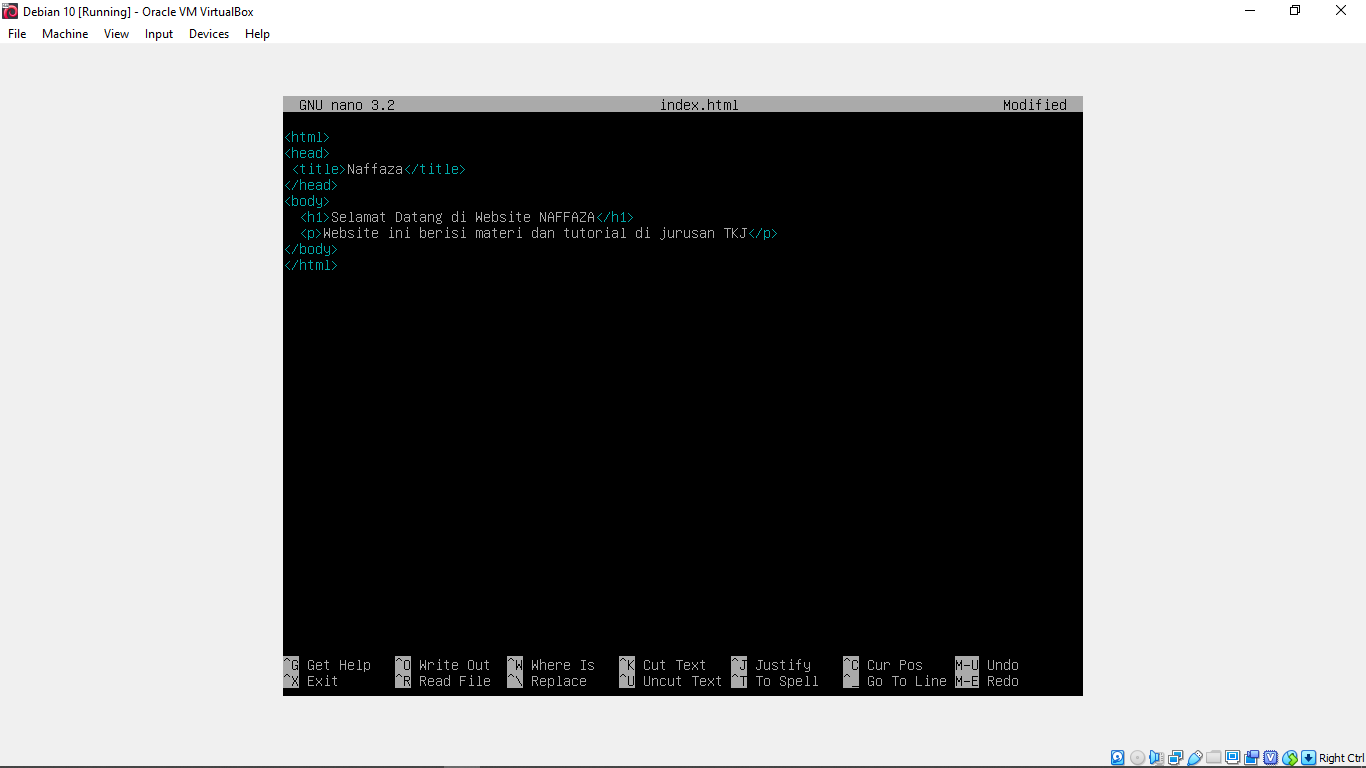 Debian 10 [Running] - Oracle VM VirtualBox
File Machine View Input Devices Help
GNU nano 3.2 index.html Modified
<html>
<head>
<title>Naffaza</title>
</head>
<body>
<h1>Selamat Datang di Website NAFFAZA</h1>
<p>Website ini berisi materi dan tutorial di jurusan TKJ</p>
</body>
</html>
^G Get Help ^O Write Out ^W Where Is ^K Cut Text ^J Justify ^C Cur Pos M-U Undo
^X Exit ^R Read File ^\ Replace ^U Uncut Text ^T To Spell ^_ Go To Line M-E Redo
Right Ctrl